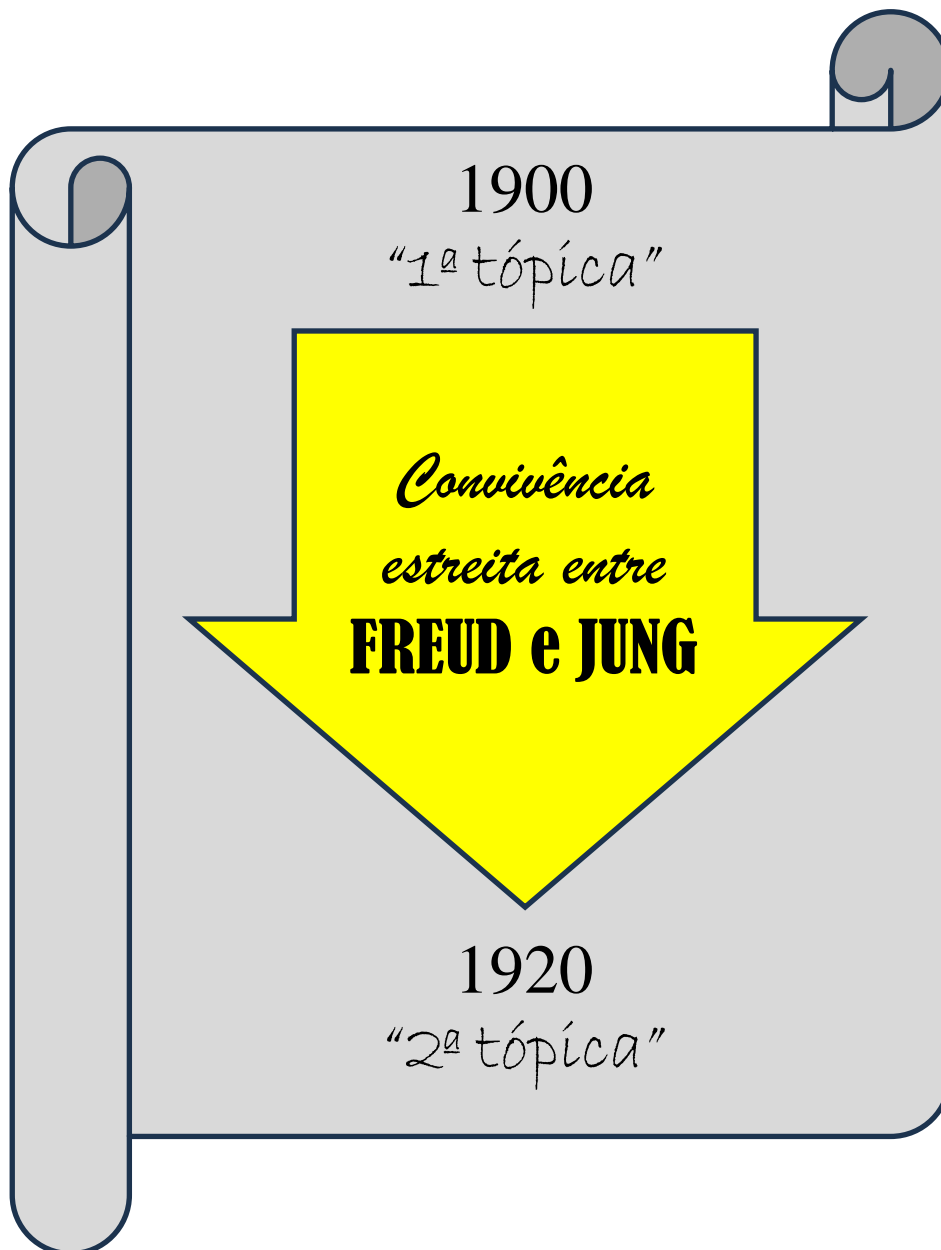 1900
“1ª tópica”
Convivência
estreita entre
FREUD e JUNG
1920
“2ª tópica”